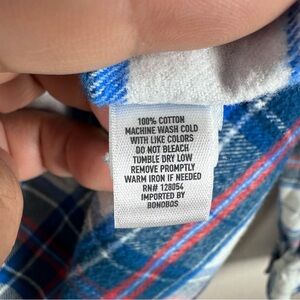 100% COTTON
MACHINE WASH COLD
WITH LIKE COLORS
DO NOT BLEACH
TUMBLE DRY LOW
REMOVE PROMPTLY
WARM IRON IF NEEDED
RN# 128054
IMPORTED BY
BONOBOS